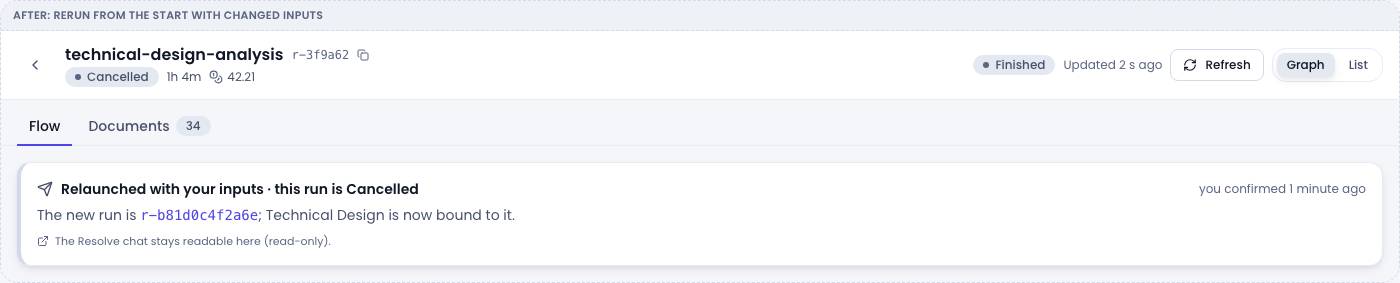 AFTER: RERUN FROM THE START WITH CHANGED INPUTS
technical-design-analysis r-3f9a62
Cancelled 1h 4m 42.21
Finished Updated 2 s ago Refresh Graph List
Flow Documents 34
Relaunched with your inputs · this run is Cancelled you confirmed 1 minute ago
The new run is r-b81d0c4f2a6e; Technical Design is now bound to it.
The Resolve chat stays readable here (read-only).